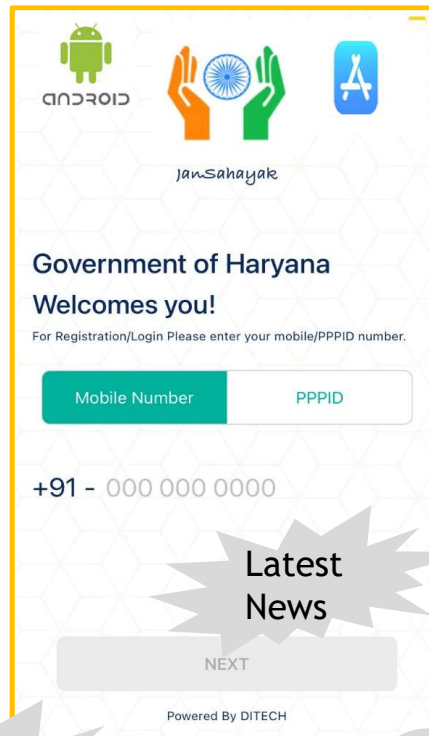 ANDROID
JanSahayak
Government of Haryana
Welcomes you!
For Registration/Login Please enter your mobile/PPPID number.
Mobile Number
PPPID
+91 - 000 000 0000
Latest
News
NEXT
Powered By DITECH